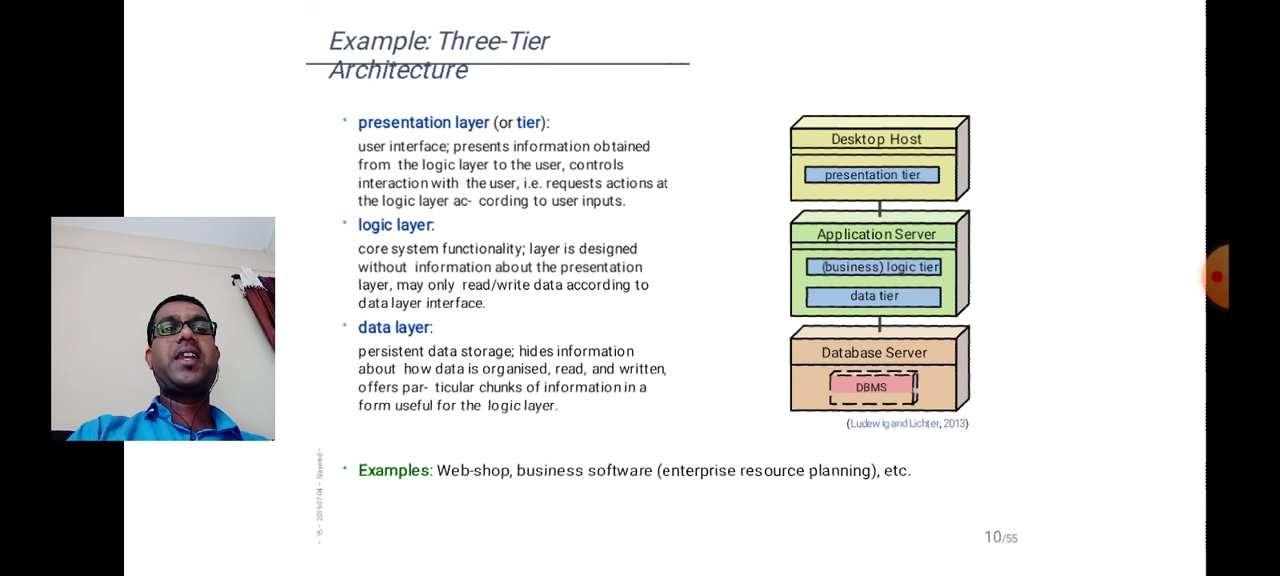 Example: Three-Tier
Architecture
presentation layer (or tier):
user interface; presents information obtained
from the logic layer to the user, controls
interaction with the user, i.e. requests actions at
the logic layer ac- cording to user inputs.
logic layer:
core system functionality; layer is designed
without information about the presentation
layer, may only read/write data according to
data layer interface.
data layer:
persistent data storage; hides information
about how data is organised, read, and written,
offers par- ticular chunks of information in a
form useful for the logic layer.
Desktop Host
presentation tier
Application Server
(business) logic tier
data tier
Database Server
DBMS
(Ludewig and Lichter, 2013)
Examples: Web-shop, business software (enterprise resource planning), etc.
10/55